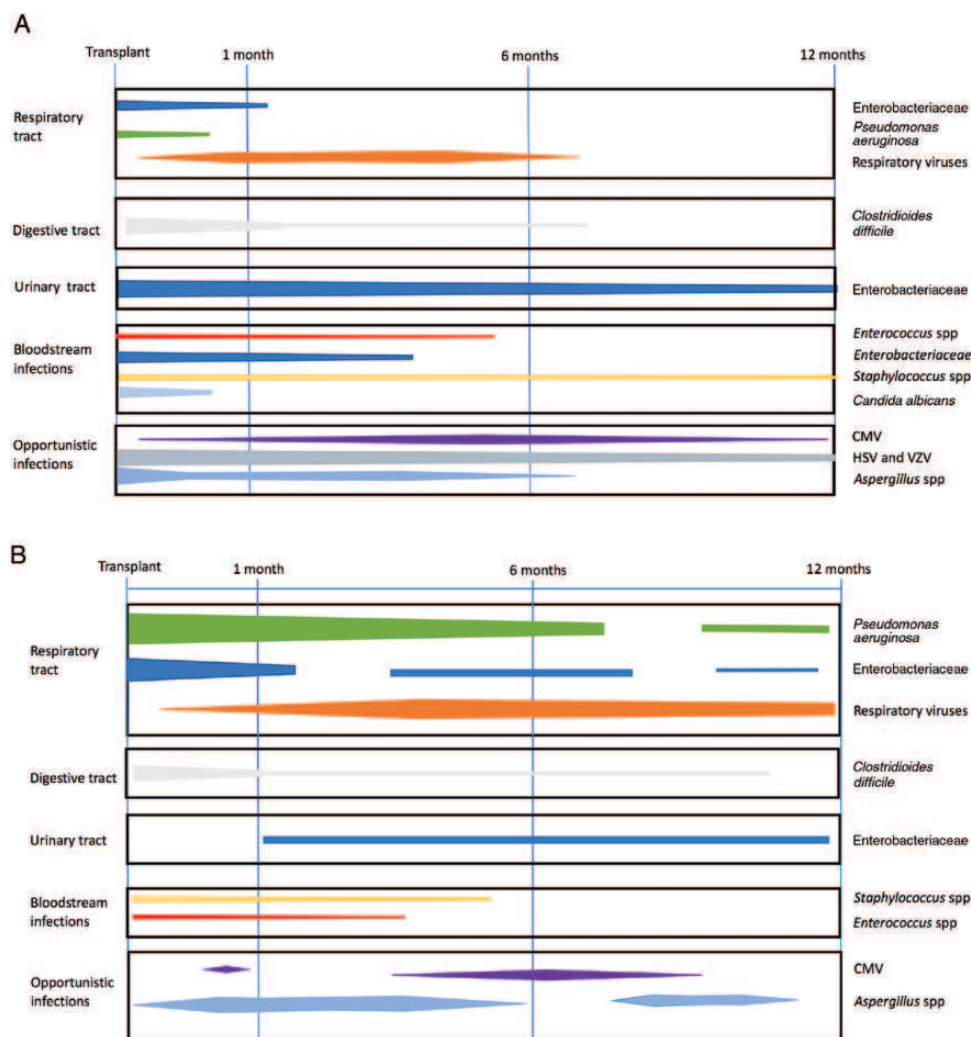 A
Transplant
1 month
6 months
12 months
Respiratory
tract
Enterobacteriaceae
Pseudomonas
aeruginosa
Respiratory viruses
Digestive tract
Clostridioides
difficile
Urinary tract
Enterobacteriaceae
Bloodstream
infections
Enterococcus spp
Enterobacteriaceae
Staphylococcus spp
Candida albicans
Opportunistic
infections
CMV
HSV and VZV
Aspergillus spp
B
Transplant
1 month
6 months
12 months
Respiratory
tract
Pseudomonas
aeruginosa
Enterobacteriaceae
Respiratory viruses
Digestive tract
Clostridioides
difficile
Urinary tract
Enterobacteriaceae
Bloodstream
infections
Staphylococcus spp
Enterococcus spp
Opportunistic
infections
CMV
Aspergillus spp